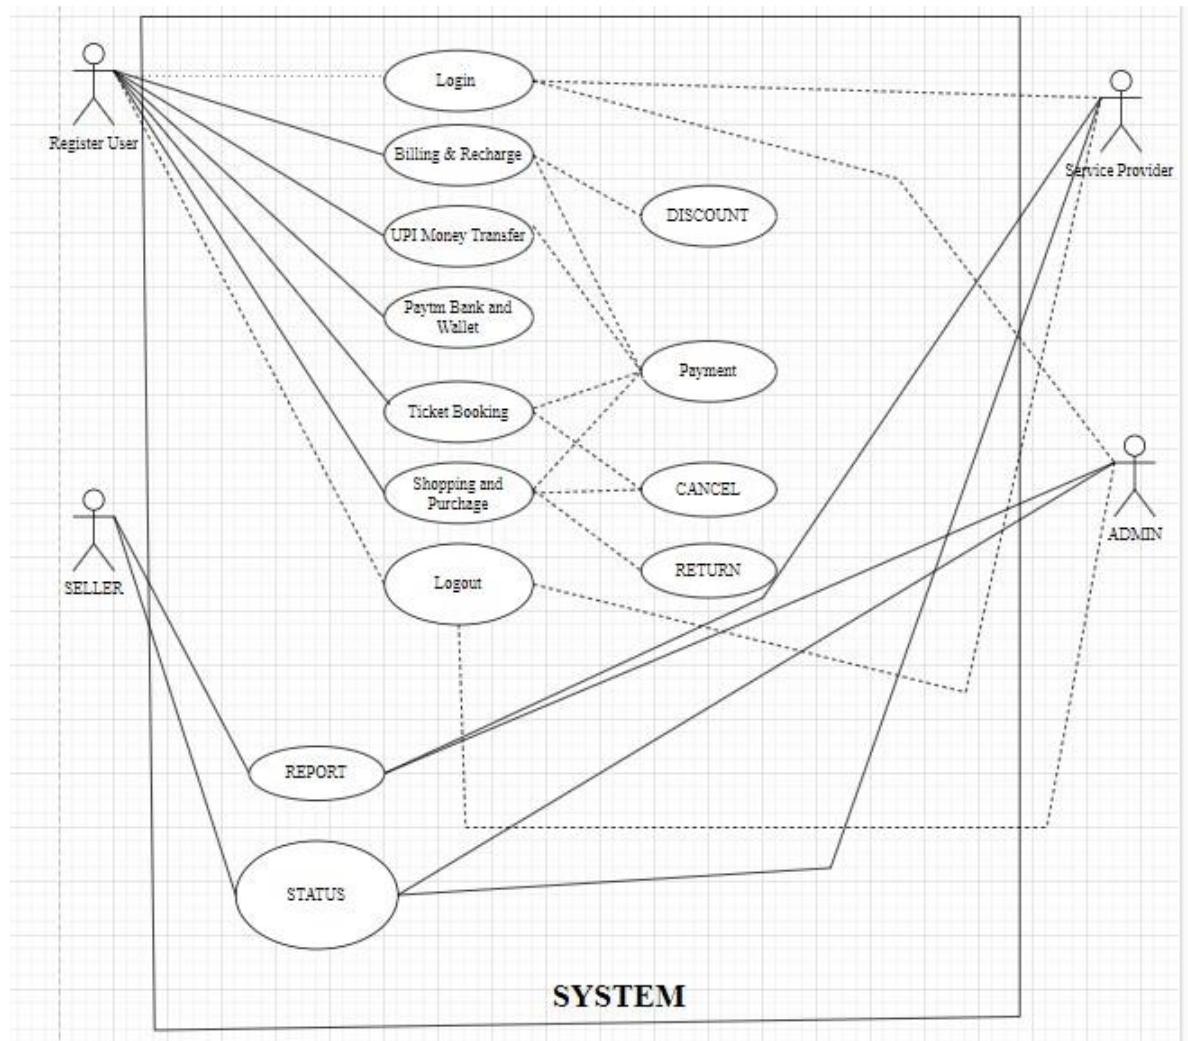 Login
Register User
Billing & Recharge
Service Provider
DISCOUNT
UPI Money Transfer
Paytm Bank and
Wallet
Payment
Ticket Booking
Shopping and
Purchage
CANCEL
ADMIN
RETURN
Logout
SELLER
REPORT
STATUS
SYSTEM